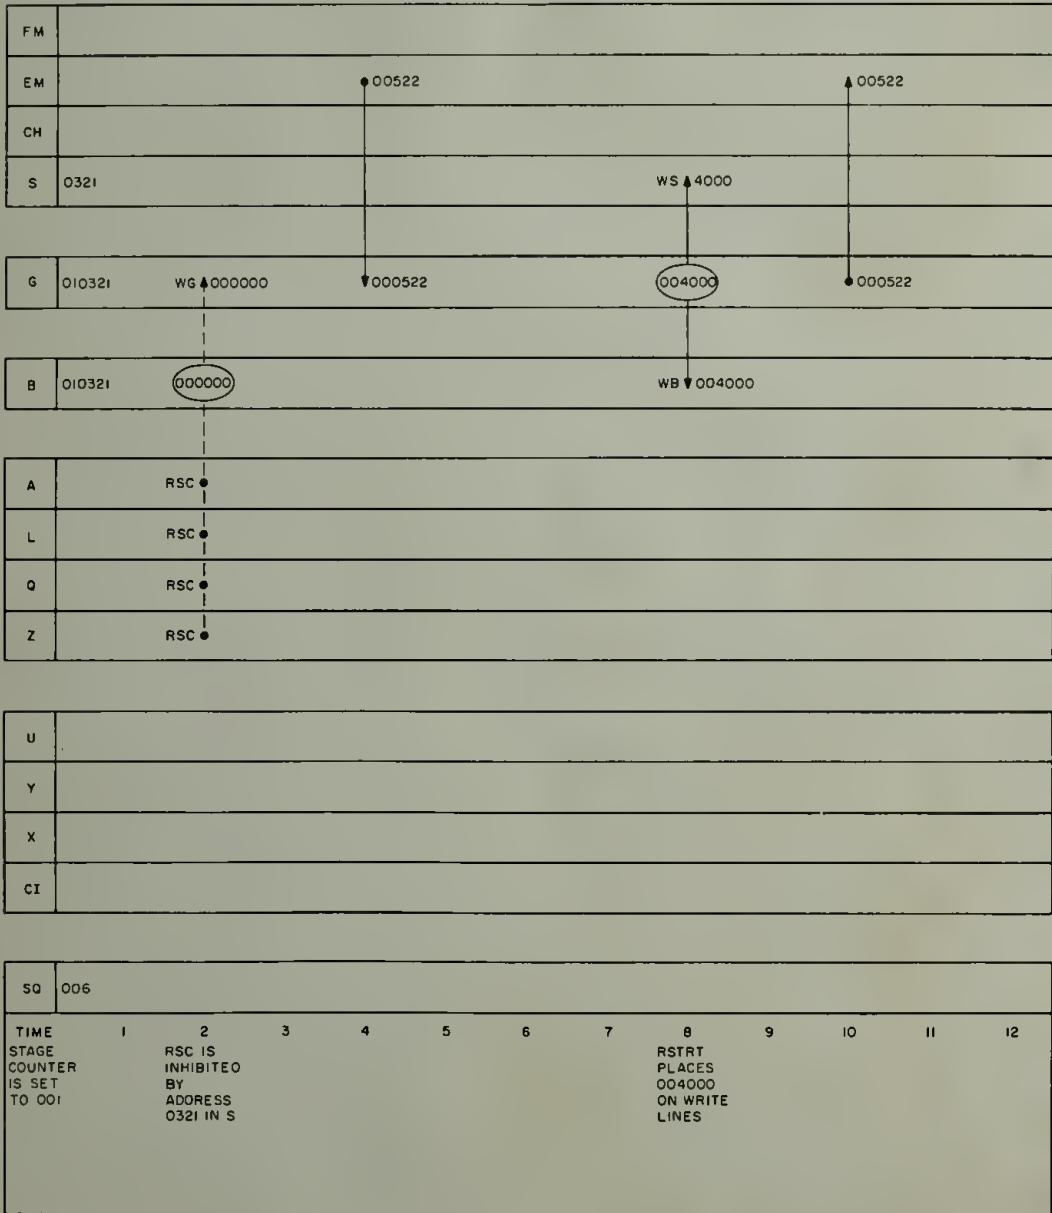 FM
EM 00522 00522
CH
S 0321 WS 4000
G 010321 WG 000000 000522 004000 000522
B 010321 000000 WB 004000
A RSC
L RSC
Q RSC
Z RSC
U
Y
X
CI
SQ 006
TIME 1 2 3 4 5 6 7 8 9 10 11 12
STAGE
COUNTER
IS SET
TO 001
RSC IS
INHIBITED
BY
ADDRESS
0321 IN S
RSTRT
PLACES
004000
ON WRITE
LINES